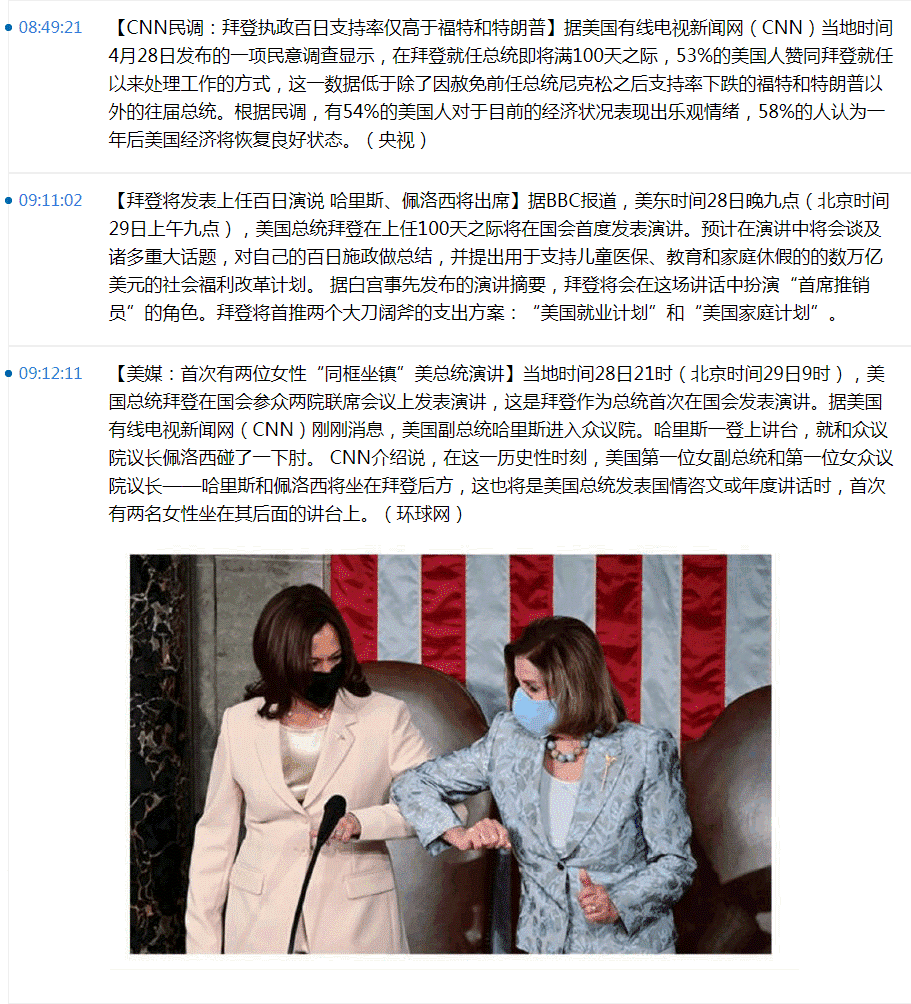 08:49:21
【CNN民调：拜登执政百日支持率仅高于福特和特朗普】据美国有线电视新闻网（CNN）当地时间
4月28日发布的一项民意调查显示，在拜登就任总统即将满100天之际，53%的美国人赞同拜登就任
以来处理工作的方式，这一数据低于除了因赦免前任总统尼克松之后支持率下跌的福特和特朗普以
外的往届总统。根据民调，有54%的美国人对于目前的经济状况表现出乐观情绪，58%的人认为一
年后美国经济将恢复良好状态。（央视）
09:11:02
【拜登将发表上任百日演说 哈里斯、佩洛西将出席】据BBC报道，美东时间28日晚九点（北京时间
29日上午九点），美国总统拜登在上任100天之际将在国会首度发表演讲。预计在演讲中将会谈及
诸多重大话题，对自己的百日施政做总结，并提出用于支持儿童医保、教育和家庭休假的的数万亿
美元的社会福利改革计划。 据白宫事先发布的演讲摘要，拜登将会在这场讲话中扮演“首席推销
员”的角色。拜登将首推两个大刀阔斧的支出方案：“美国就业计划”和“美国家庭计划”。
09:12:11
【美媒：首次有两位女性“同框坐镇”美总统演讲】当地时间28日21时（北京时间29日9时），美
国总统拜登在国会参众两院联席会议上发表演讲，这是拜登作为总统首次在国会发表演讲。据美国
有线电视新闻网（CNN）刚刚消息，美国副总统哈里斯进入众议院。哈里斯一登上讲台，就和众议
院议长佩洛西碰了一下肘。 CNN介绍说，在这一历史性时刻，美国第一位女副总统和第一位女众议
院议长——哈里斯和佩洛西将坐在拜登后方，这也将是美国总统发表国情咨文或年度讲话时，首次
有两名女性坐在其后面的讲台上。（环球网）